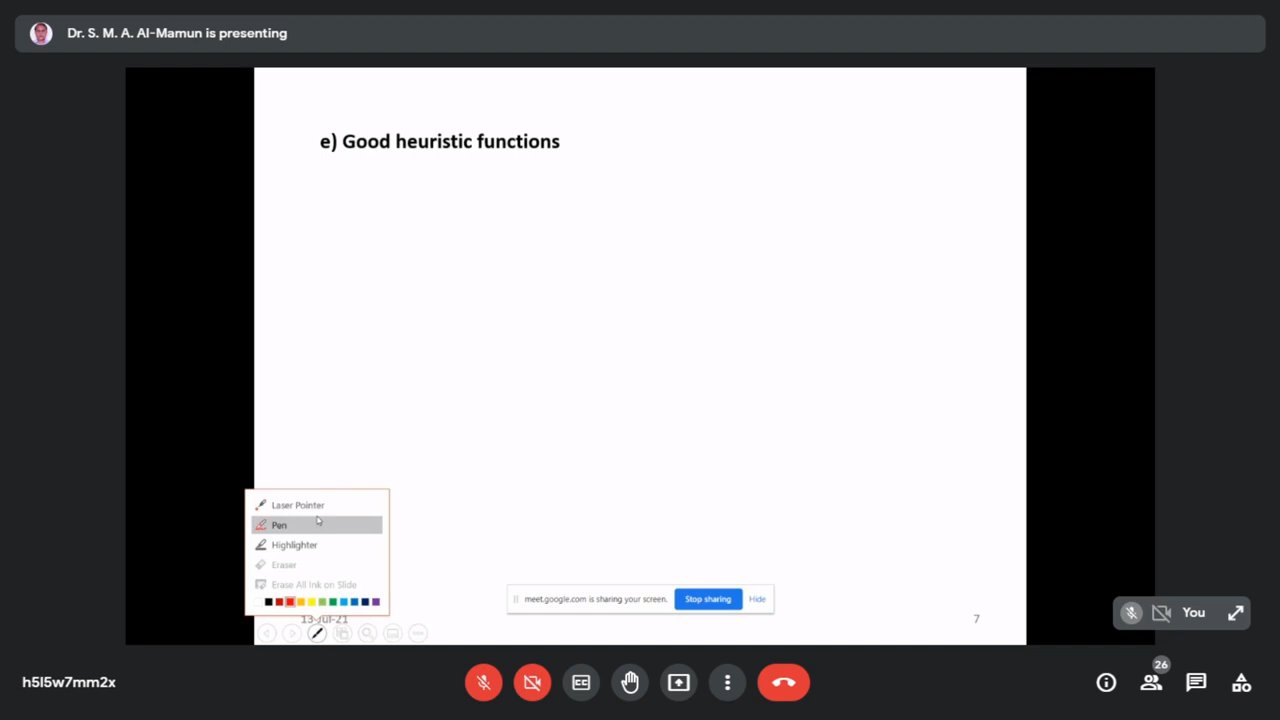 Dr. S. M. A. Al-Mamun is presenting
e) Good heuristic functions
Laser Pointer
Pen
Highlighter
Eraser
Erase All Ink on Slide
meet.google.com is sharing your screen.
Stop sharing
Hide
13-Jul-21
7
You
h5l5w7mm2x
CC
26